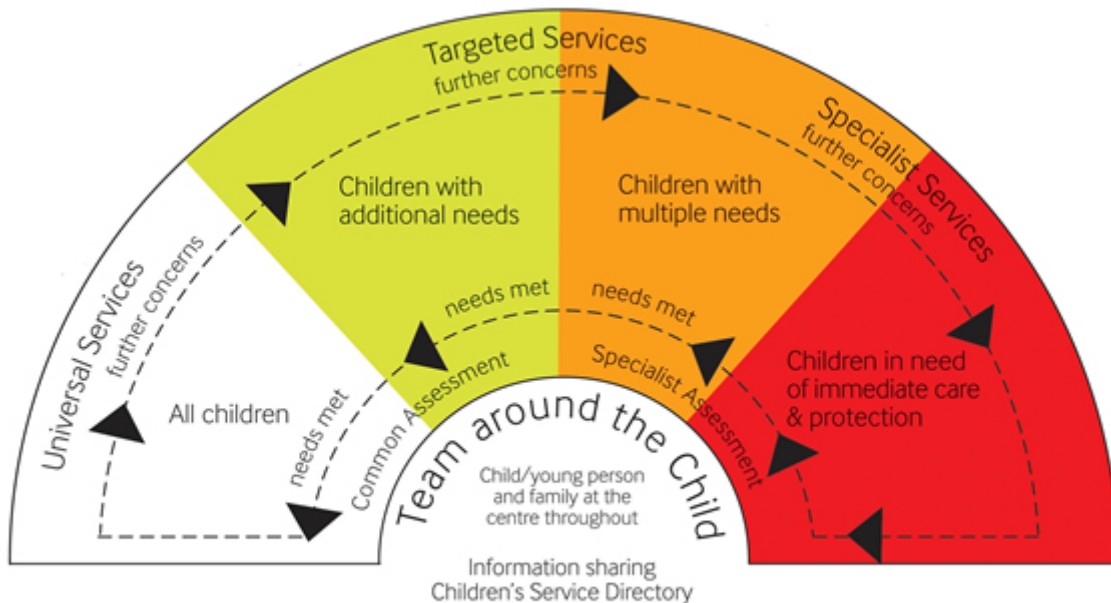 Universal Services
further concerns
All children
needs met
Common Assessment
Targeted Services
further concerns
Children with
additional needs
needs met
Children with
multiple needs
needs met
Specialist Assessment
Specialist Services
further concerns
Children in need
of immediate care
& protection
Team around the Child
Child/young person
and family at the
centre throughout
Information sharing
Children's Service Directory